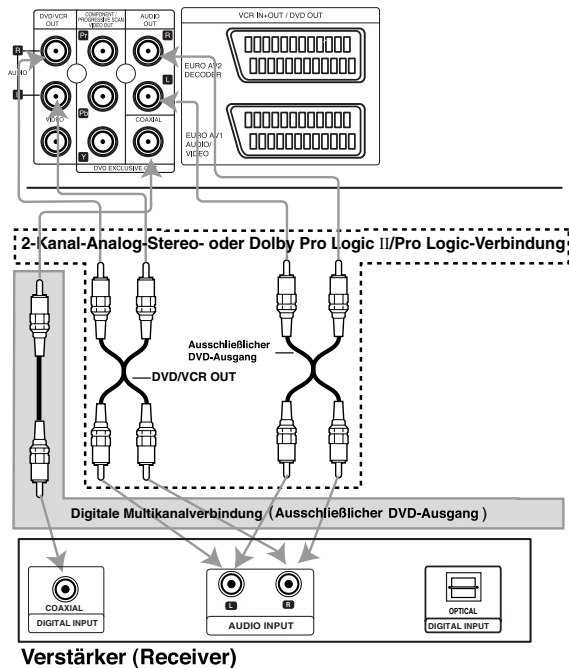 DVD/VCR
OUT
COMPONENT /
PROGRESSIVE SCAN
VIDEO OUT
AUDIO
OUT
VCR IN+OUT / DVD OUT
R
Pr
R
AUDIO
EURO AV2
DECODER
L
Pb
VIDEO
COAXIAL
EURO AV1
AUDIO/
VIDEO
Y
DVD EXCLUSIVE OUT
2-Kanal-Analog-Stereo- oder Dolby Pro Logic II/Pro Logic-Verbindung
Ausschließlicher
DVD-Ausgang
DVD/VCR OUT
Digitale Multikanalverbindung (Ausschließlicher DVD-Ausgang)
COAXIAL
DIGITAL INPUT
L
R
AUDIO INPUT
OPTICAL
DIGITAL INPUT
Verstärker (Receiver)